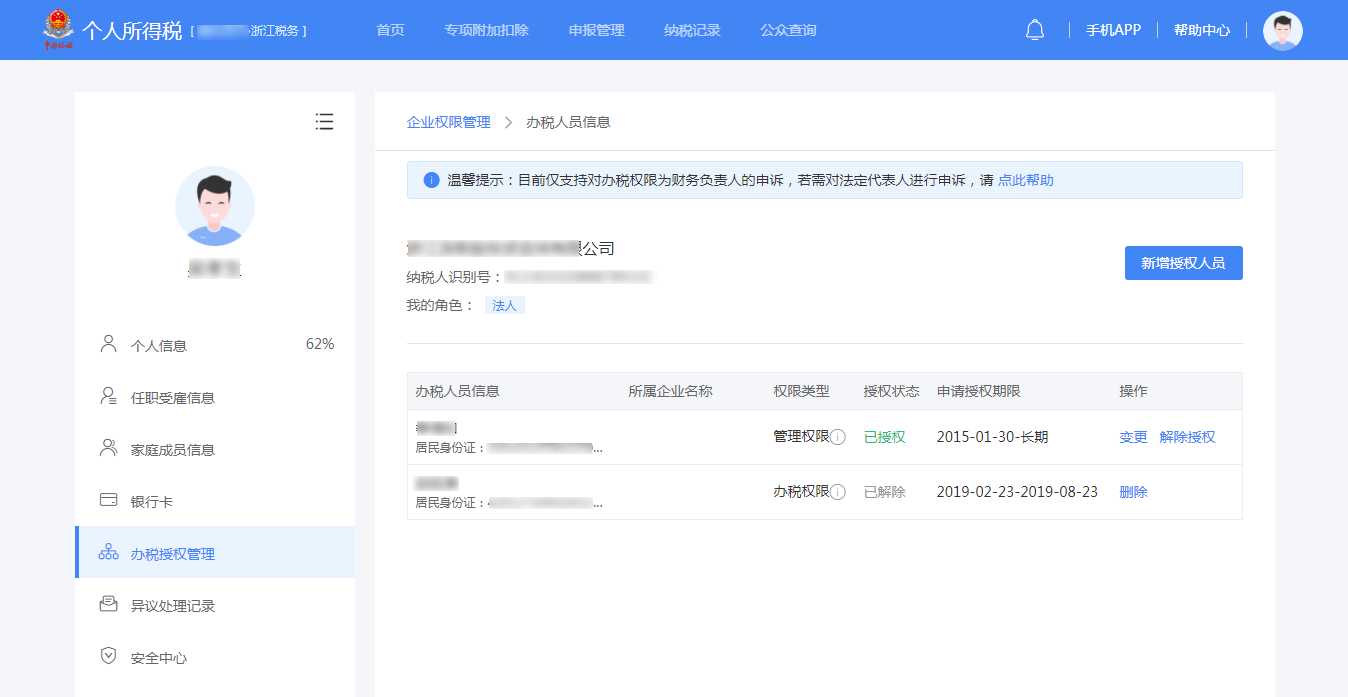 个人所得税 [ 浙江税务 ] 首页 专项附加扣除 申报管理 纳税记录 公众查询 手机APP 帮助中心
个人信息 62%
任职受雇信息
家庭成员信息
银行卡
办税授权管理
异议处理记录
安全中心
企业权限管理 > 办税人员信息
温馨提示：目前仅支持对办税权限为财务负责人的申诉，若需对法定代表人进行申诉，请 点此帮助
公司
纳税人识别号：
新增授权人员
我的角色： 法人
办税人员信息 所属企业名称 权限类型 授权状态 申请授权期限 操作
居民身份证： ... 管理权限 已授权 2015-01-30-长期 变更 解除授权
居民身份证： ... 办税权限 已解除 2019-02-23-2019-08-23 删除